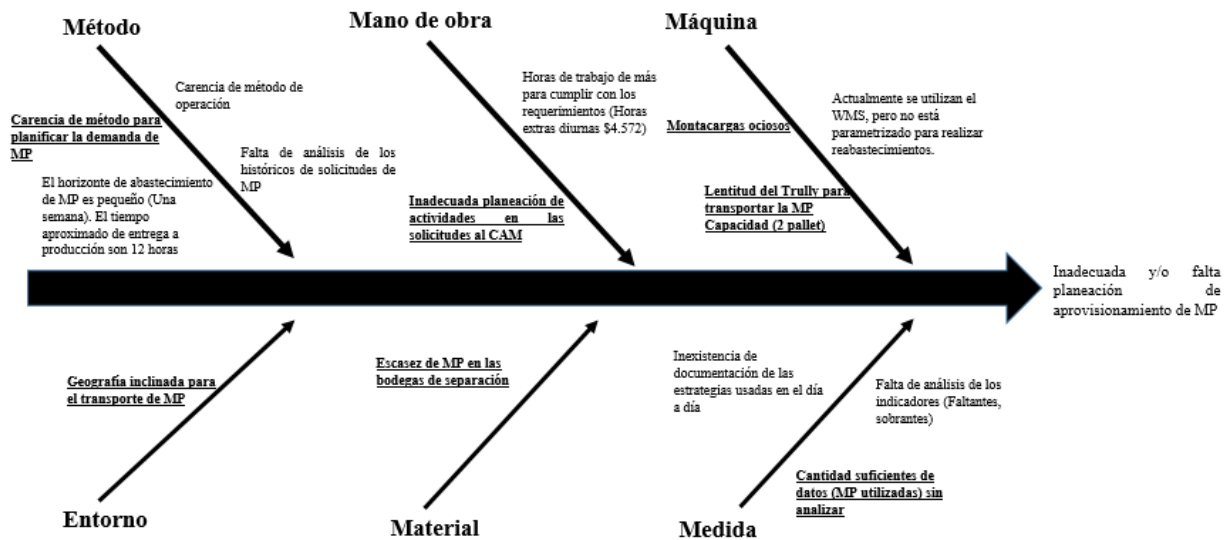 Método
Mano de obra
Máquina
Carencia de método de
operación
Carencia de método para
planificar la demanda de
MP
Falta de análisis de los
históricos de solicitudes de
MP
El horizonte de abastecimiento
de MP es pequeño (Una
semana). El tiempo
aproximado de entrega a
producción son 12 horas
Horas de trabajo de más
para cumplir con los
requerimientos (Horas
extras diurnas $4.572)
Inadecuada planeación de
actividades en las
solicitudes al CAM
Montacargas ociosos
Actualmente se utilizan el
WMS, pero no está
parametrizado para realizar
reabastecimientos.
Lentitud del Trully para
transportar la MP
Capacidad (2 pallet)
Inadecuada y/o falta
planeación de
aprovisionamiento de MP
Geografía inclinada para
el transporte de MP
Escasez de MP en las
bodegas de separación
Inexistencia de
documentación de las
estrategias usadas en el día
a día
Falta de análisis de los
indicadores (Faltantes,
sobrantes)
Cantidad suficientes de
datos (MP utilizadas) sin
analizar
Entorno
Material
Medida